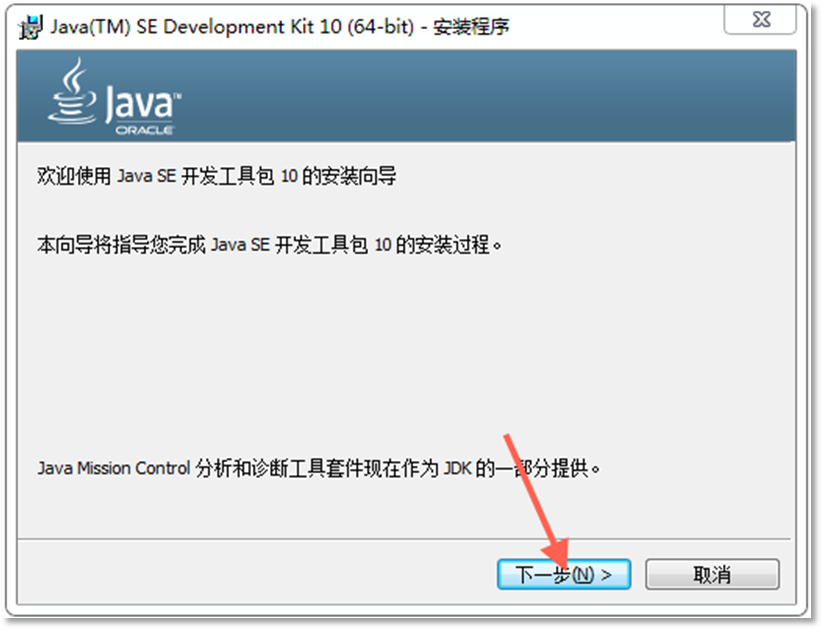 Java(TM) SE Development Kit 10 (64-bit) - 安装程序
Java™
ORACLE
欢迎使用 Java SE 开发工具包 10 的安装向导
本向导将指导您完成 Java SE 开发工具包 10 的安装过程。
Java Mission Control 分析和诊断工具套件现在作为 JDK 的一部分提供。
下一步(N) >
取消